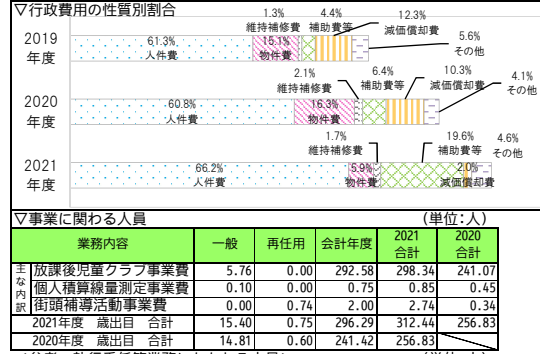 ▽行政費用の性質別割合
2019
年度
61.3%
人件費
15.1%
物件費
1.3%
維持補修費
4.4%
補助費等
12.3%
減価償却費
5.6%
その他
2020
年度
60.8%
人件費
16.3%
物件費
2.1%
維持補修費
6.4%
補助費等
10.3%
減価償却費
4.1%
その他
2021
年度
66.2%
人件費
5.9%
物件費
1.7%
維持補修費
19.6%
補助費等
2.0%
減価償却費
4.6%
その他
▽事業に関わる人員 (単位:人)
業務内容 一般 再任用 会計年度 2021合計 2020合計
主な内訳
放課後児童クラブ事業費 5.76 0.00 292.58 298.34 241.07
個人積算線量測定事業費 0.10 0.00 0.75 0.85 0.45
街頭補導活動事業費 0.00 0.74 2.00 2.74 0.34
2021年度 歳出目 合計 15.40 0.75 296.29 312.44 256.83
2020年度 歳出目 合計 14.81 0.60 241.42 256.83